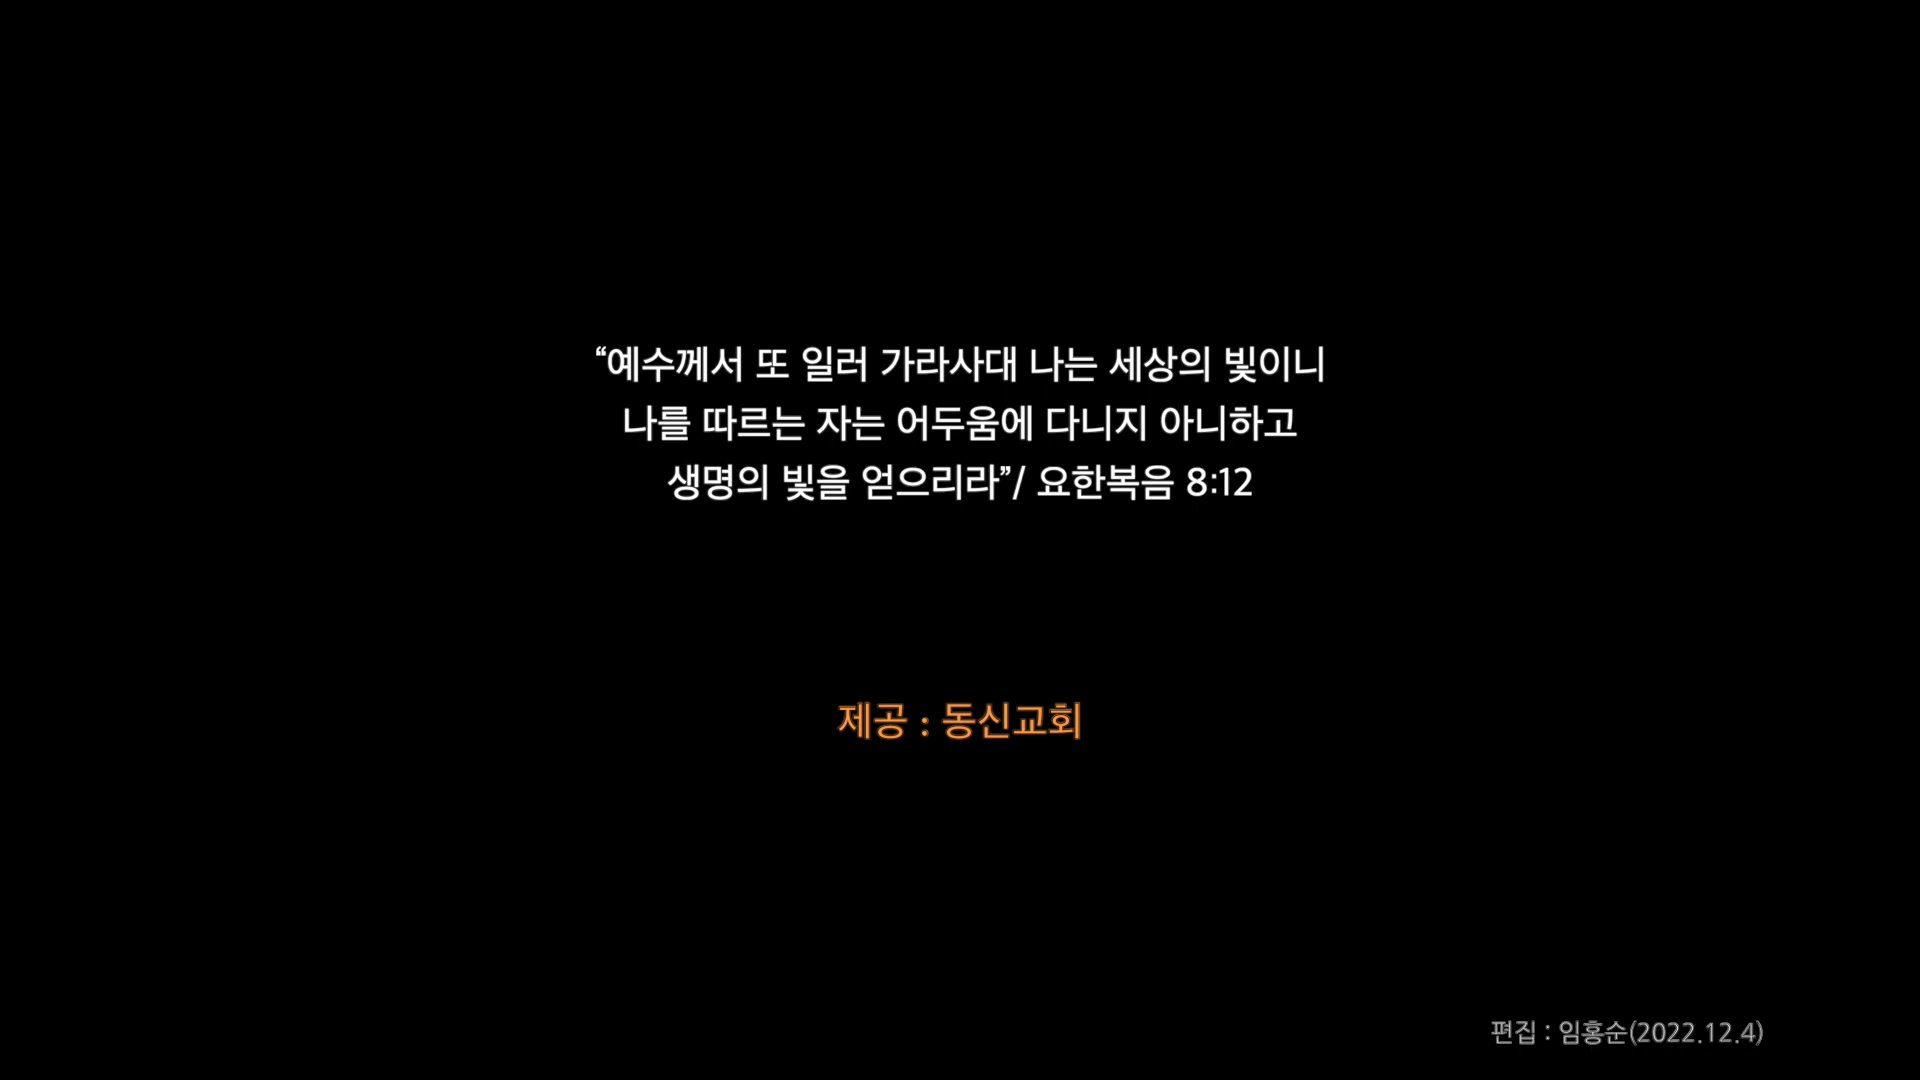 “예수께서 또 일러 가라사대 나는 세상의 빛이니
나를 따르는 자는 어두움에 다니지 아니하고
생명의 빛을 얻으리라”/ 요한복음 8:12
제공 : 동신교회
편집 : 임홍순(2022.12.4)